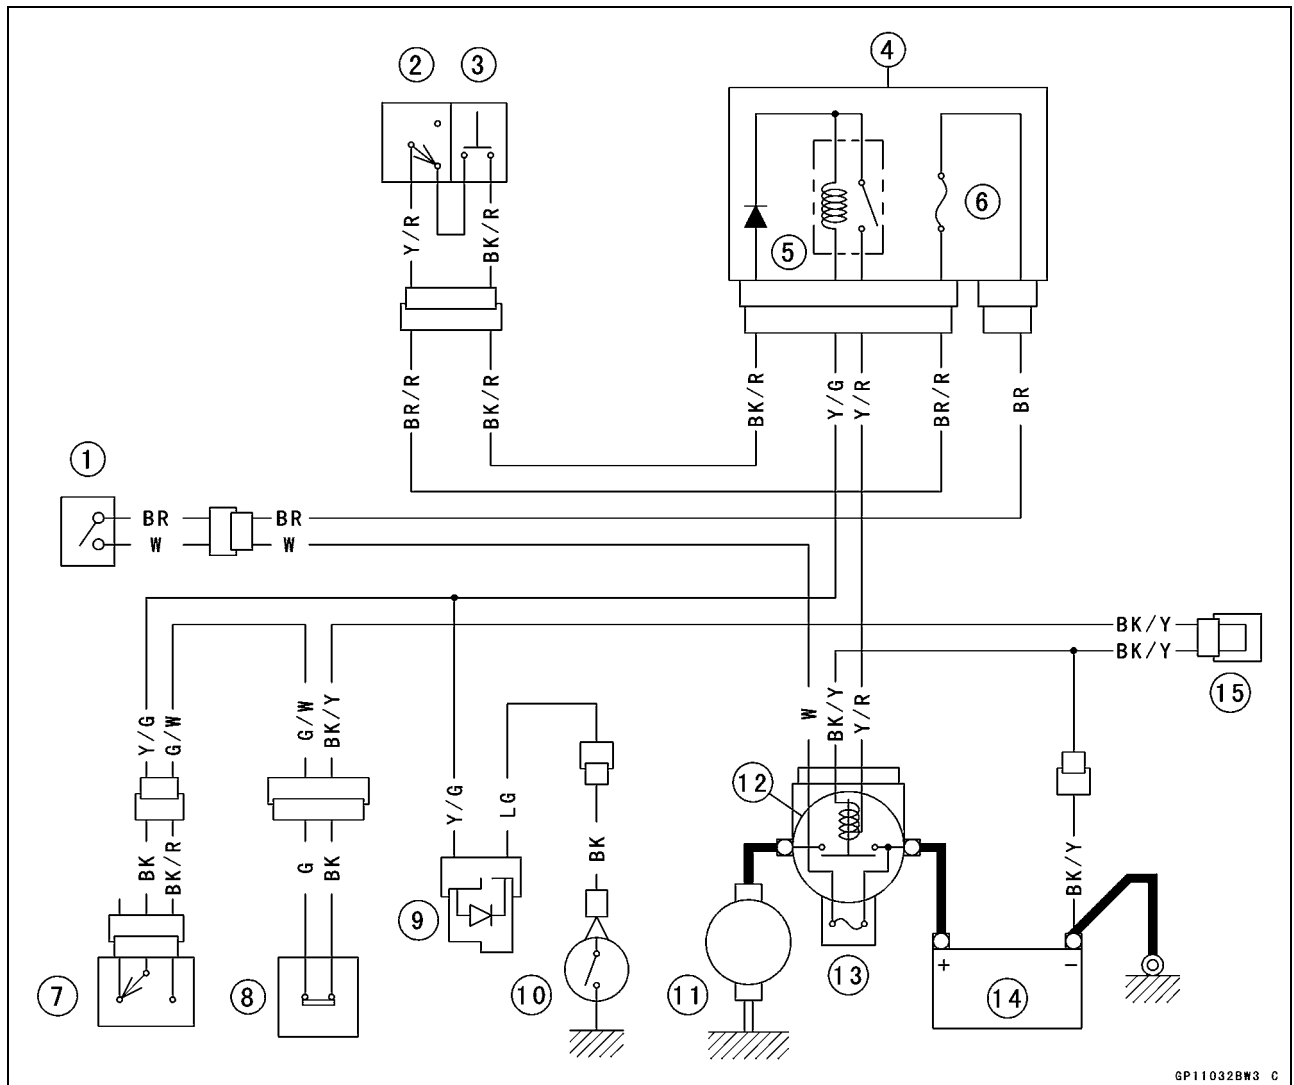 4
2 3
6
5
Y/R BK/R
BR/R BK/R BK/R Y/G Y/R BR/R BR
1
BR BR
W W
BK/Y
BK/Y
15
Y/G G/W G/W BK/Y W BK/Y Y/R
12
Y/G LG
BK BK/R G BK BK BK/Y
9
+ −
7 8 10 11 13 14
GP11032BW3 C